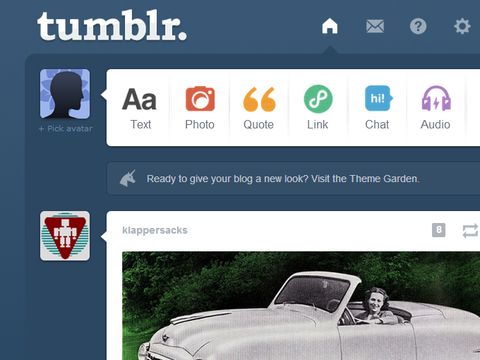 tumblr.
+ Pick avatar
Aa
Text
Photo
Quote
Link
hi!
Chat
Audio
Ready to give your blog a new look? Visit the Theme Garden.
klappersacks
8